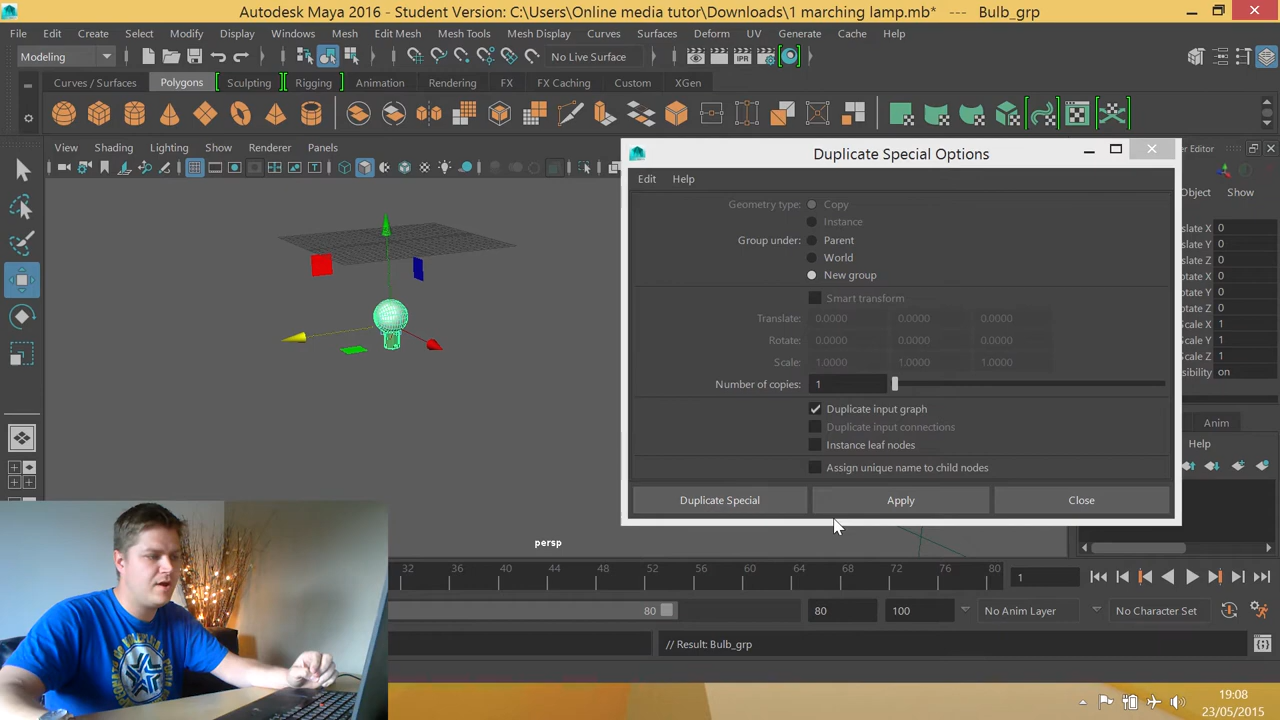 Autodesk Maya 2016 - Student Version: C:\Users\Online media tutor\Downloads\1 marching lamp.mb* --- Bulb_grp
File Edit Create Select Modify Display Windows Mesh Edit Mesh Mesh Tools Mesh Display Curves Surfaces Deform UV Generate Cache Help
Modeling No Live Surface
Curves / Surfaces Polygons Sculpting Rigging Animation Rendering FX FX Caching Custom XGen
View Shading Lighting Show Renderer Panels
Duplicate Special Options
Editor
Edit Help
Object Show
Geometry type: Copy
Instance
Group under: Parent
World
New group
Smart transform
Translate: 0.0000 0.0000 0.0000
Rotate: 0.0000 0.0000 0.0000
Scale: 1.0000 1.0000 1.0000
Number of copies: 1
Duplicate input graph
Duplicate input connections
Instance leaf nodes
Assign unique name to child nodes
Duplicate Special Apply Close
slate X 0
slate Y 0
slate Z 0
otate X 0
otate Y 0
otate Z 0
Scale X 1
Scale Y 1
Scale Z 1
sibility on
Anim
Help
persp
32 36 40 44 48 52 56 60 64 68 72 76 80 1
80 80 100 No Anim Layer No Character Set
// Result: Bulb_grp
19:08
23/05/2015